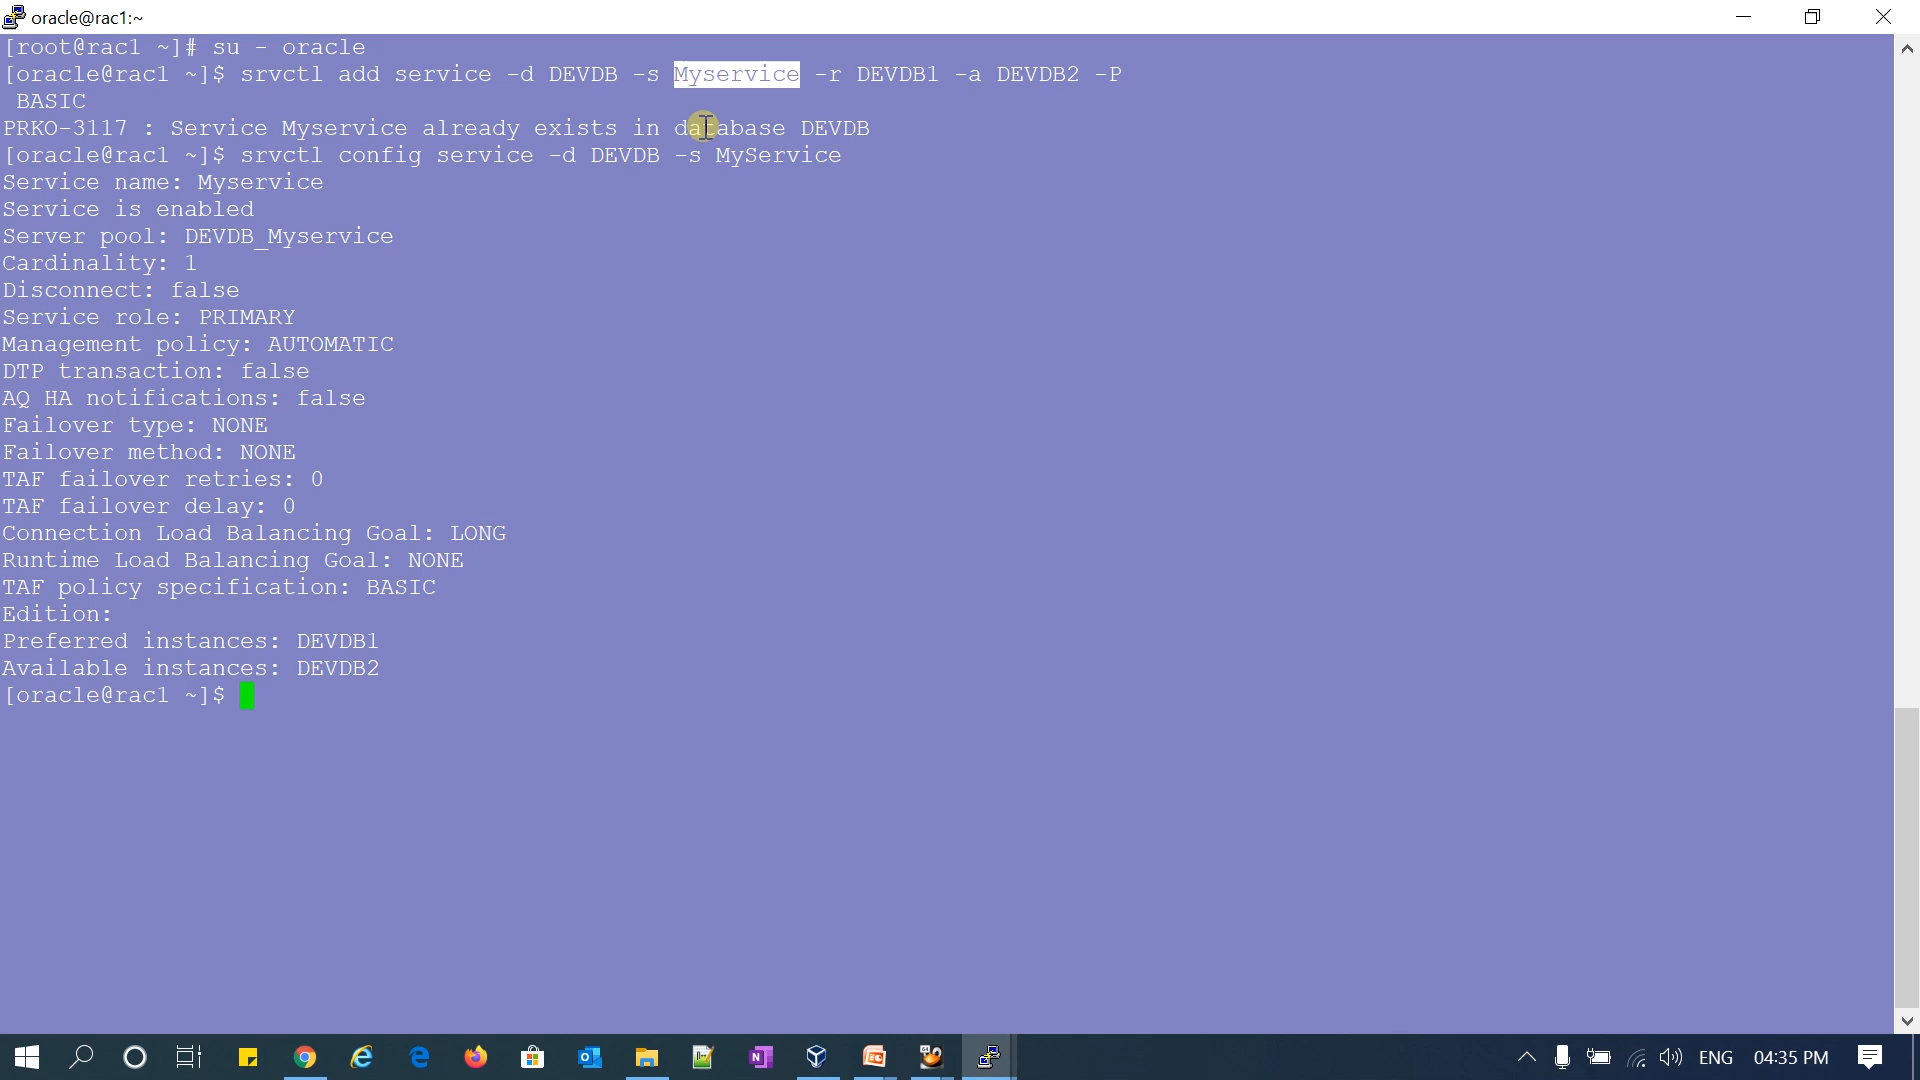 oracle@rac1:~
[root@rac1 ~]# su - oracle
[oracle@rac1 ~]$ srvctl add service -d DEVDB -s Myservice -r DEVDB1 -a DEVDB2 -P
 BASIC
PRKO-3117 : Service Myservice already exists in database DEVDB
[oracle@rac1 ~]$ srvctl config service -d DEVDB -s MyService
Service name: Myservice
Service is enabled
Server pool: DEVDB_Myservice
Cardinality: 1
Disconnect: false
Service role: PRIMARY
Management policy: AUTOMATIC
DTP transaction: false
AQ HA notifications: false
Failover type: NONE
Failover method: NONE
TAF failover retries: 0
TAF failover delay: 0
Connection Load Balancing Goal: LONG
Runtime Load Balancing Goal: NONE
TAF policy specification: BASIC
Edition:
Preferred instances: DEVDB1
Available instances: DEVDB2
[oracle@rac1 ~]$
ENG 04:35 PM